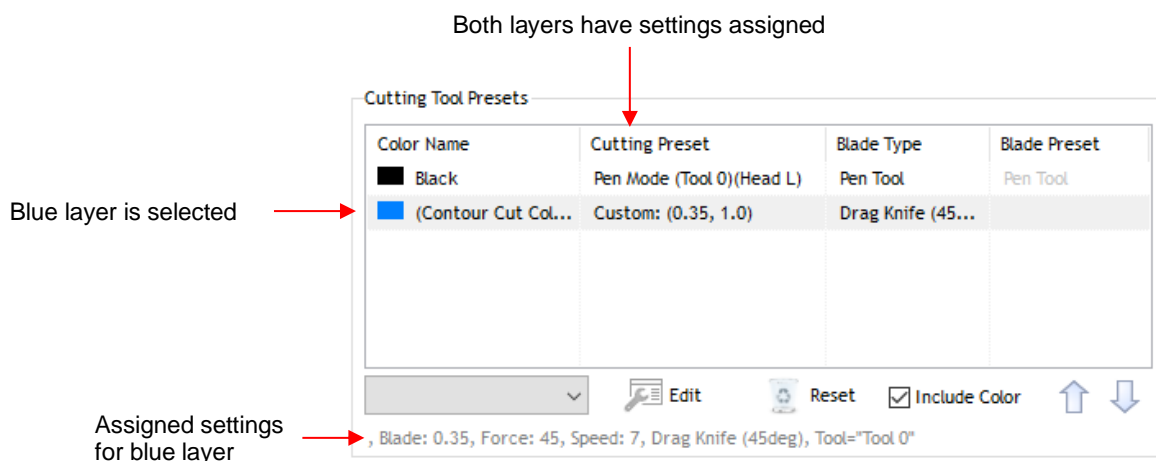 Both layers have settings assigned
Cutting Tool Presets
Color Name Cutting Preset Blade Type Blade Preset
Black Pen Mode (Tool 0)(Head L) Pen Tool Pen Tool
Blue layer is selected (Contour Cut Col... Custom: (0.35, 1.0) Drag Knife (45...
Edit Reset Include Color
Assigned settings
for blue layer
, Blade: 0.35, Force: 45, Speed: 7, Drag Knife (45deg), Tool="Tool 0"